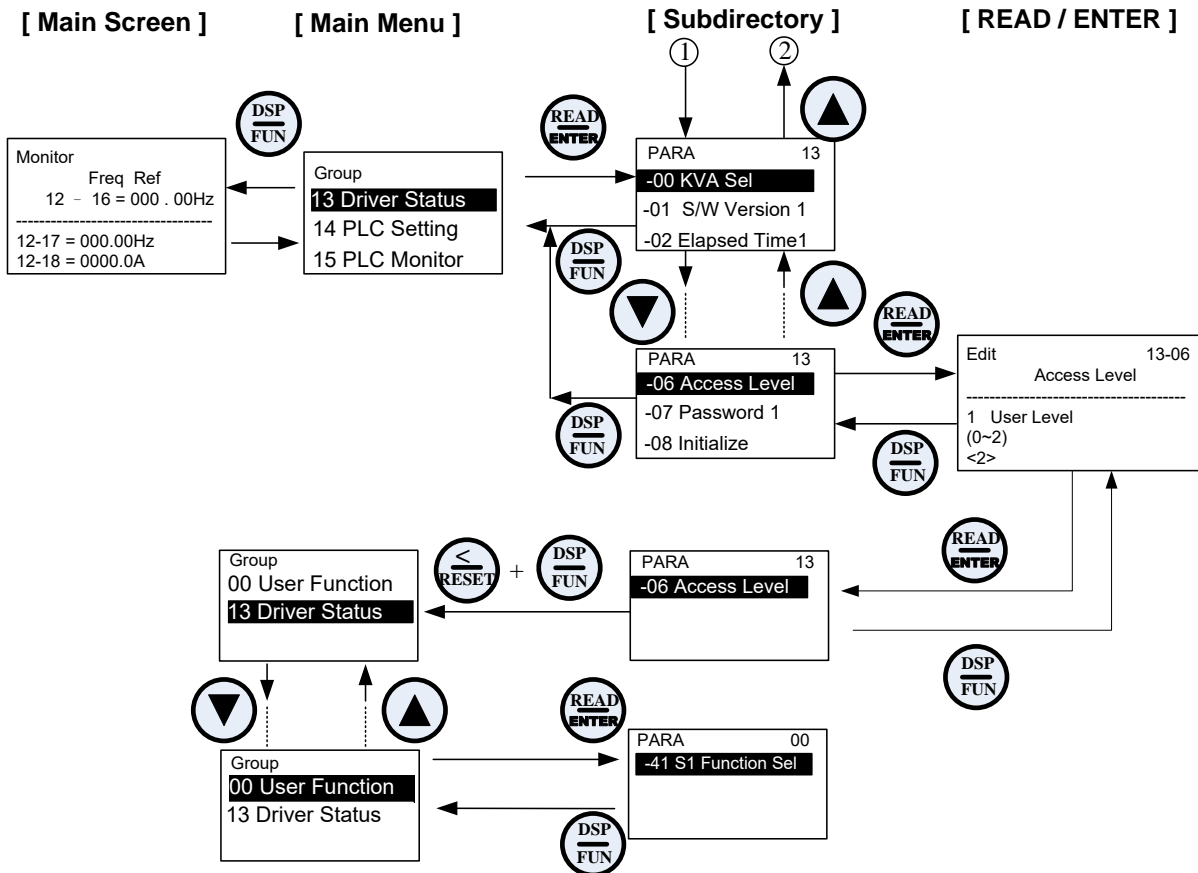 [ Main Screen ]
[ Main Menu ]
[ Subdirectory ]
[ READ / ENTER ]
1
2
DSP
FUN
READ
ENTER
Monitor
Freq Ref
12 - 16 = 000 . 00Hz
----------------------------------
12-17 = 000.00Hz
12-18 = 0000.0A
Group
13 Driver Status
14 PLC Setting
15 PLC Monitor
PARA 13
-00 KVA Sel
-01 S/W Version 1
-02 Elapsed Time1
DSP
FUN
READ
ENTER
PARA 13
-06 Access Level
-07 Password 1
-08 Initialize
DSP
FUN
DSP
FUN
Edit 13-06
Access Level
---------------------------------------
1 User Level
(0~2)
<2>
READ
ENTER
Group
00 User Function
13 Driver Status
<
RESET
+
DSP
FUN
PARA 13
-06 Access Level
DSP
FUN
READ
ENTER
Group
00 User Function
13 Driver Status
PARA 00
-41 S1 Function Sel
DSP
FUN